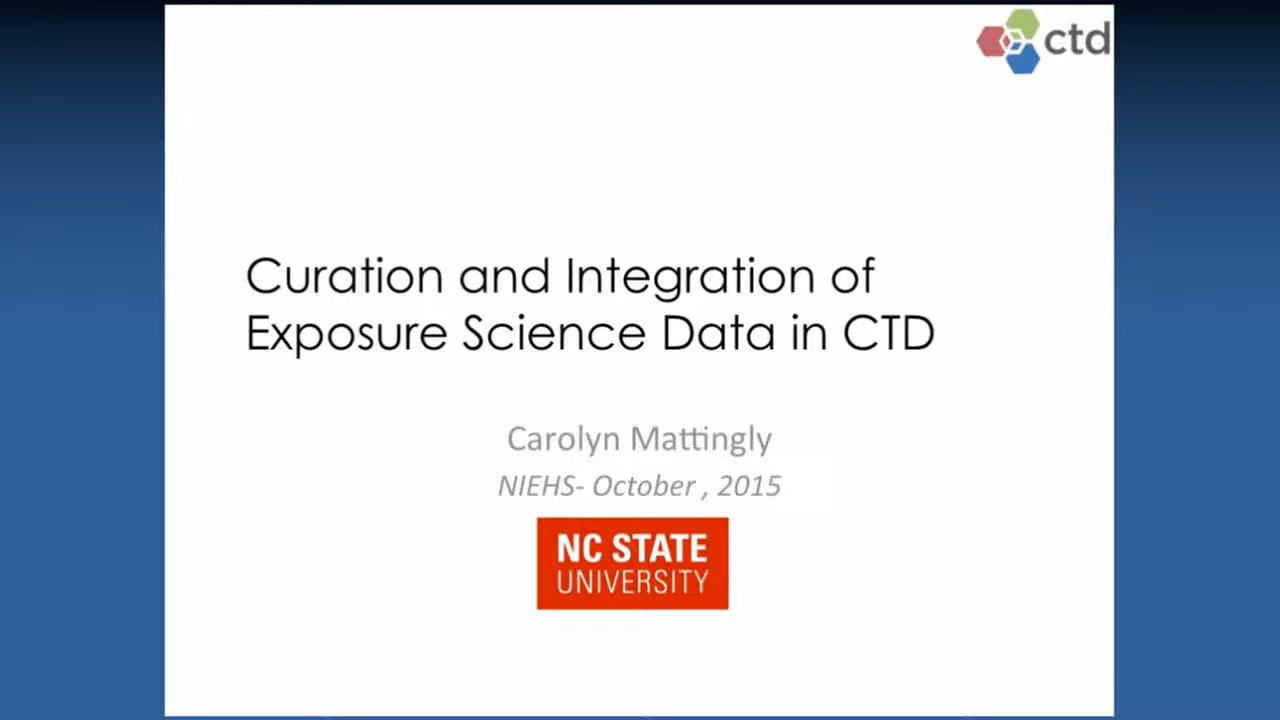 ctd
Curation and Integration of
Exposure Science Data in CTD
Carolyn Mattingly
NIEHS- October , 2015
NC STATE
UNIVERSITY